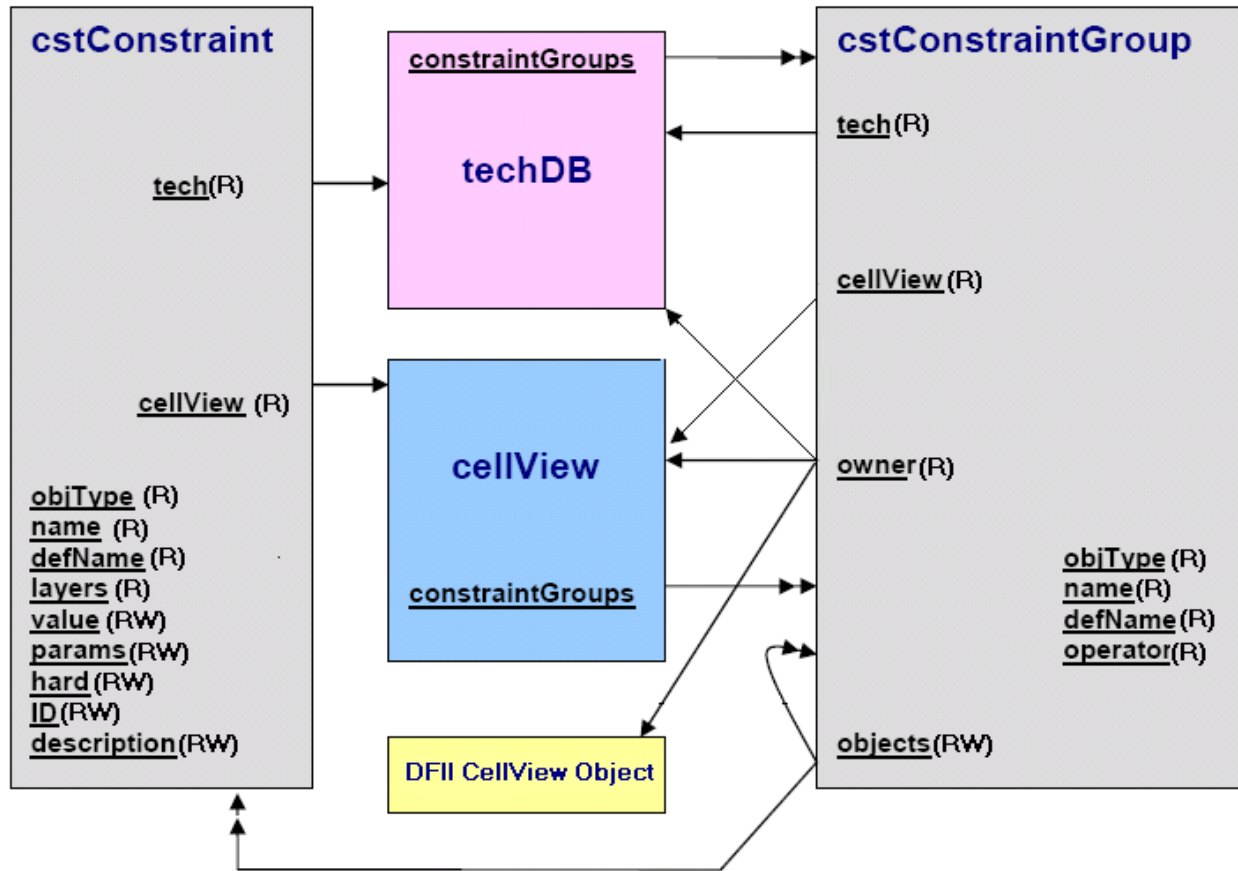 cstConstraint
tech(R)
cellView (R)
objType (R)
name (R)
defName(R)
layers(R)
value(RW)
params(RW)
hard(RW)
ID(RW)
description(RW)
constraintGroups
techDB
cellView
constraintGroups
DFII CellView Object
cstConstraintGroup
tech(R)
cellView(R)
owner(R)
objType(R)
name(R)
defName(R)
operator(R)
objects(RW)